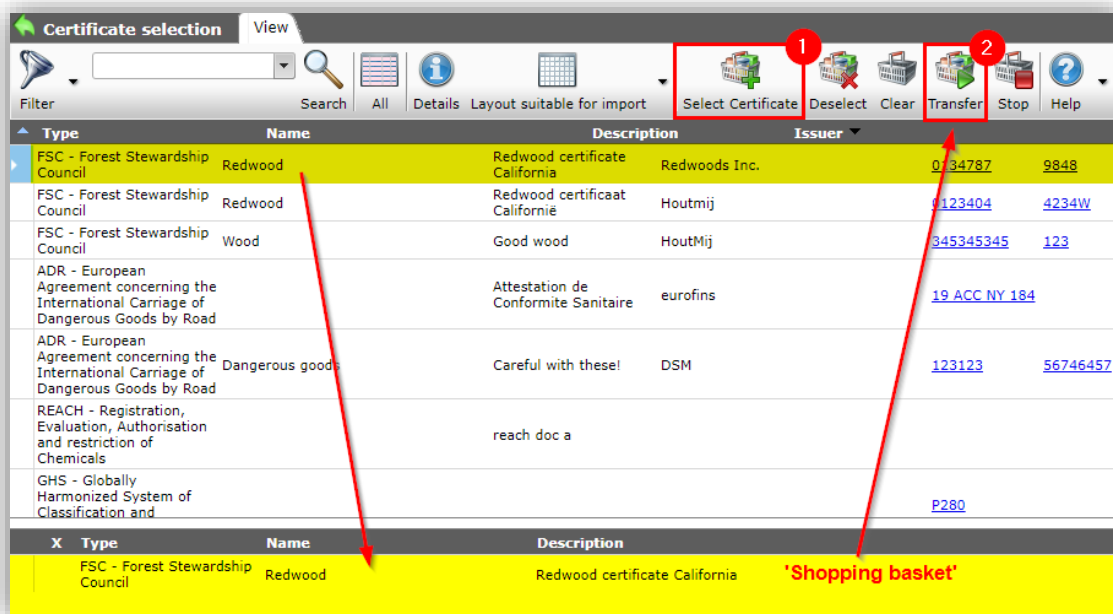 Certificate selection View
1 2
Filter Search All Details Layout suitable for import Select Certificate Deselect Clear Transfer Stop Help
Type Name Description Issuer
FSC - Forest Stewardship
Council Redwood Redwood certificate
California Redwoods Inc. 0134787 9848
FSC - Forest Stewardship
Council Redwood Redwood certificaat
Californië Houtmij 0123404 4234W
FSC - Forest Stewardship
Council Wood Good wood HoutMij 345345345 123
ADR - European
Agreement concerning the
International Carriage of
Dangerous Goods by Road Attestation de
Conformite Sanitaire eurofins 19 ACC NY 184
ADR - European
Agreement concerning the
International Carriage of
Dangerous Goods by Road Dangerous goods Careful with these! DSM 123123 56746457
REACH - Registration,
Evaluation, Authorisation
and restriction of
Chemicals reach doc a
GHS - Globally
Harmonized System of
Classification and P280
X Type Name Description
FSC - Forest Stewardship
Council Redwood Redwood certificate California 'Shopping basket'